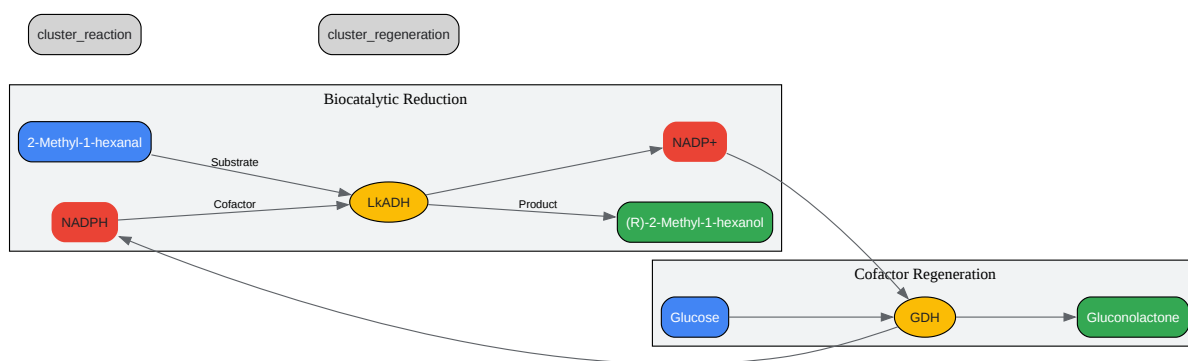 cluster_reaction
cluster_regeneration
Biocatalytic Reduction
2-Methyl-1-hexanal
Substrate
NADP+
LkADH
NADPH
Cofactor
Product
(R)-2-Methyl-1-hexanol
Cofactor Regeneration
Glucose
GDH
Gluconolactone